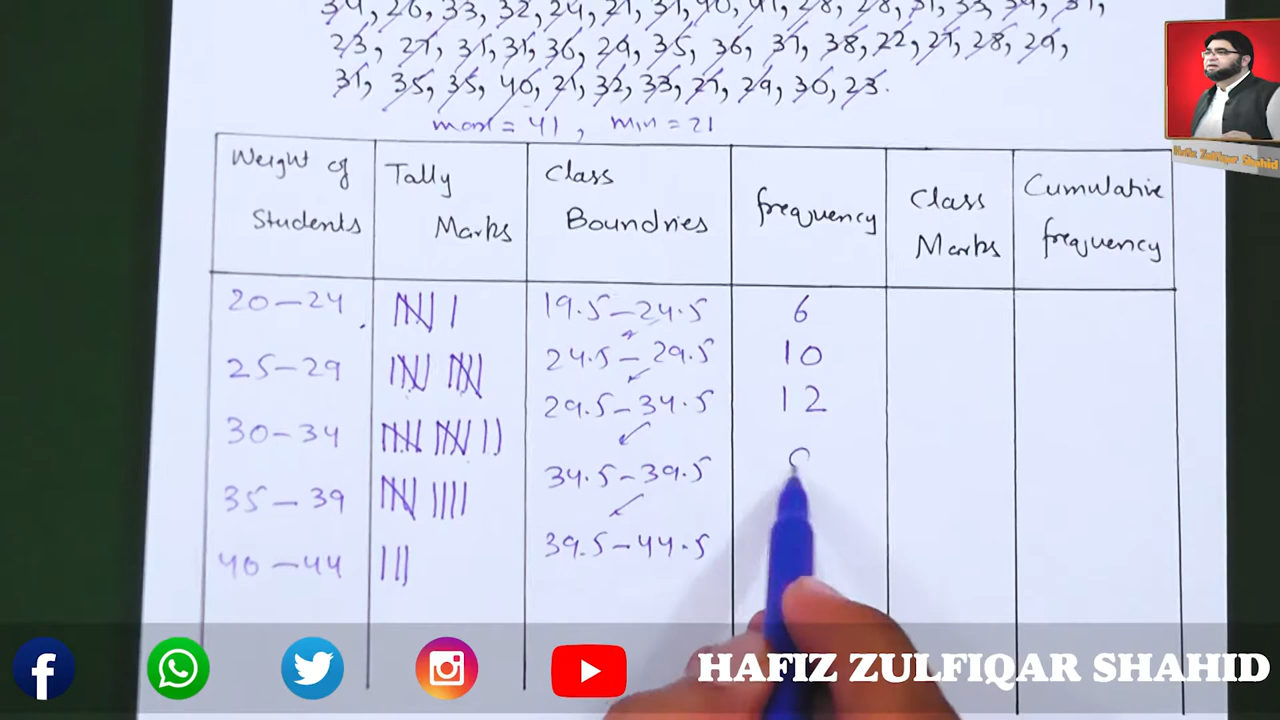 23, 27, 31, 31, 36, 29, 35, 36, 37, 38, 22, 27, 28, 29,
31, 35, 35, 40, 21, 32, 33, 27, 29, 30, 23.
max = 41, min = 21
Weight of Students Tally Marks Class Boundries frequency Class Marks Cumulative frequency
20-24 |||| | 19.5-24.5 6
25-29 |||| |||| 24.5-29.5 10
30-34 |||| |||| || 29.5-34.5 12
35-39 |||| |||| 34.5-39.5
40-44 ||| 39.5-44.5
Hafiz Zulfiqar Shahid
HAFIZ ZULFIQAR SHAHID